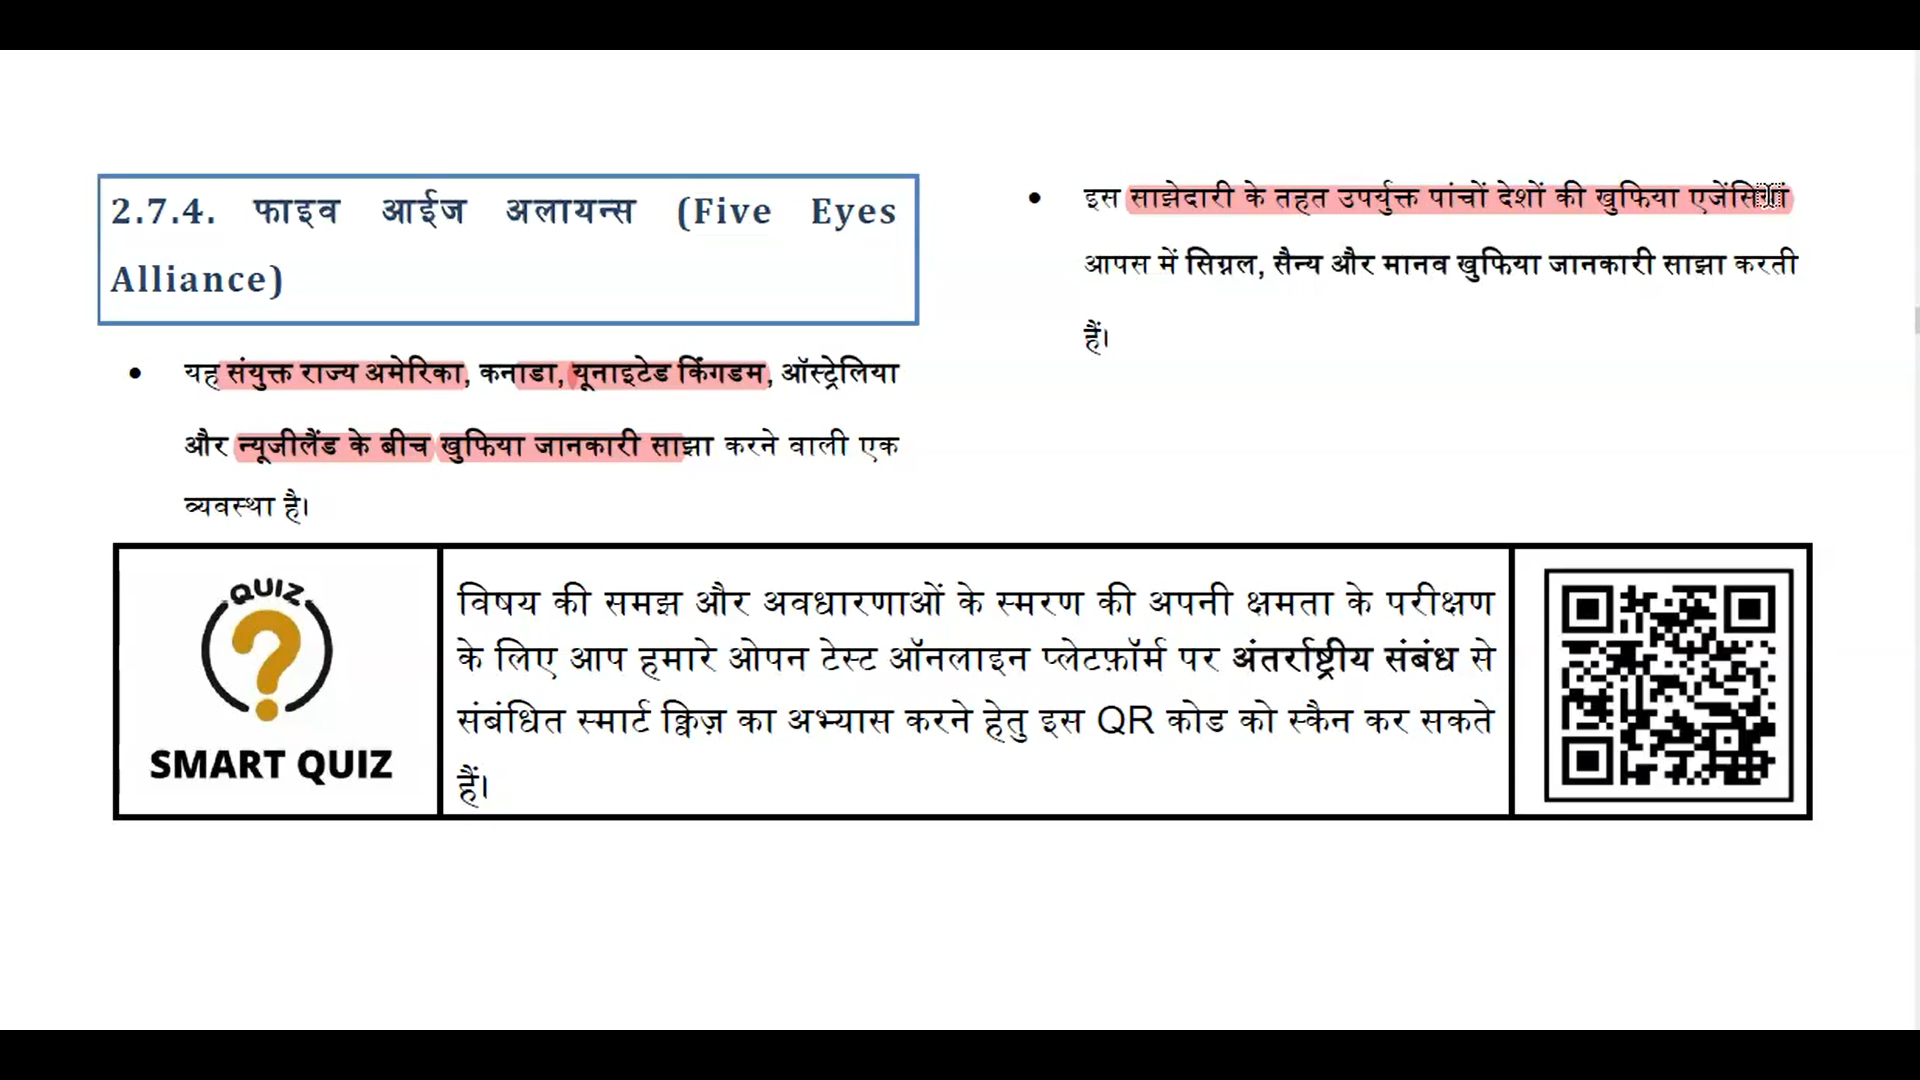 2.7.4. फाइव आईज अलायन्स (Five Eyes
Alliance)
यह संयुक्त राज्य अमेरिका, कनाडा, यूनाइटेड किंगडम, ऑस्ट्रेलिया
और न्यूजीलैंड के बीच खुफिया जानकारी साझा करने वाली एक
व्यवस्था है।
इस साझेदारी के तहत उपर्युक्त पांचों देशों की खुफिया एजेंसियां
आपस में सिग्नल, सैन्य और मानव खुफिया जानकारी साझा करती
हैं।
QUIZ
SMART QUIZ
विषय की समझ और अवधारणाओं के स्मरण की अपनी क्षमता के परीक्षण
के लिए आप हमारे ओपन टेस्ट ऑनलाइन प्लेटफ़ॉर्म पर अंतर्राष्ट्रीय संबंध से
संबंधित स्मार्ट क्विज़ का अभ्यास करने हेतु इस QR कोड को स्कैन कर सकते
हैं।